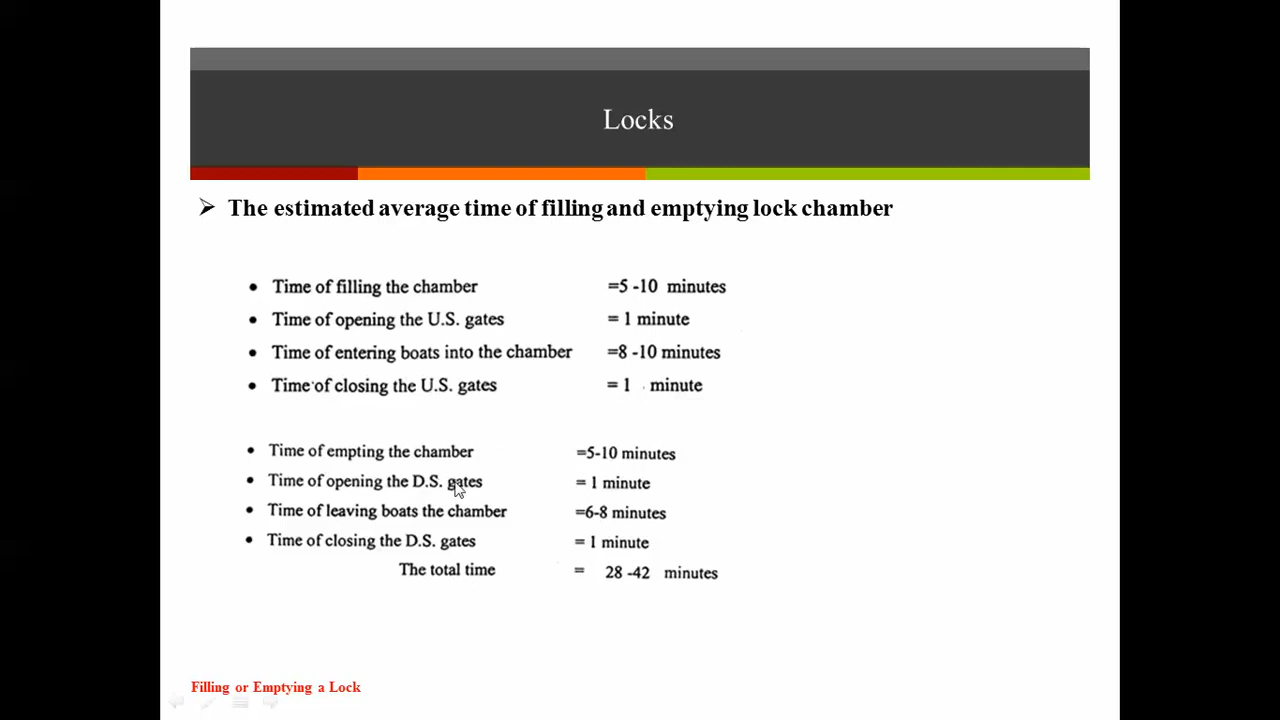 Locks
➢ The estimated average time of filling and emptying lock chamber
• Time of filling the chamber =5 -10 minutes
• Time of opening the U.S. gates = 1 minute
• Time of entering boats into the chamber =8 -10 minutes
• Time of closing the U.S. gates = 1 minute
• Time of empting the chamber =5-10 minutes
• Time of opening the D.S. gates = 1 minute
• Time of leaving boats the chamber =6-8 minutes
• Time of closing the D.S. gates = 1 minute
The total time = 28 -42 minutes
Filling or Emptying a Lock